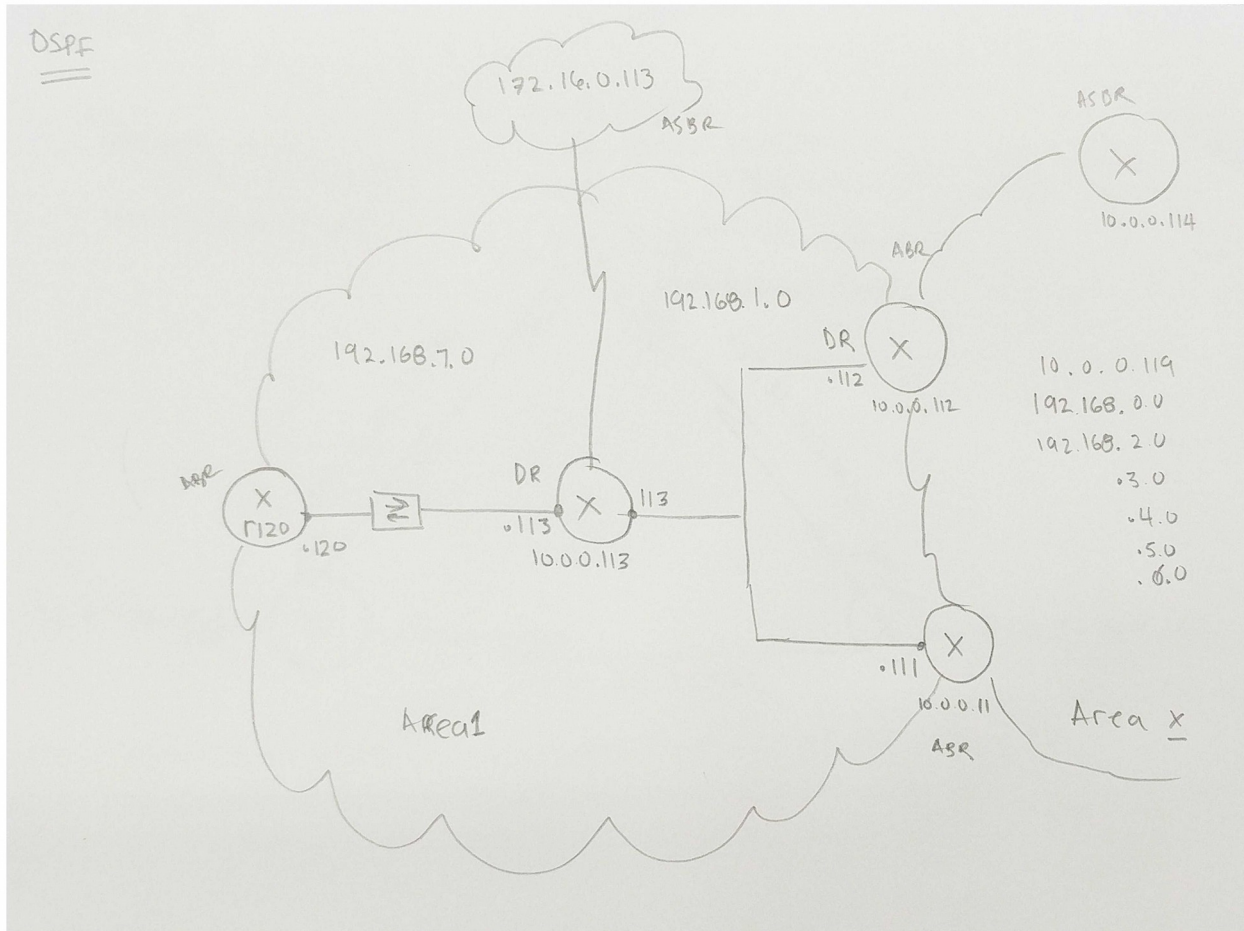 OSPF
172.16.0.113
ASBR
ASBR
X
10.0.0.114
ABR
192.168.1.0
192.168.7.0
DR
X
.112
10.0.0.112
10.0.0.119
192.168.0.0
192.168.2.0
.3.0
.4.0
.5.0
.6.0
X
r120
.120
DR
X
.113
113
10.0.0.113
X
.111
10.0.0.11
ABR
Area1
Area x